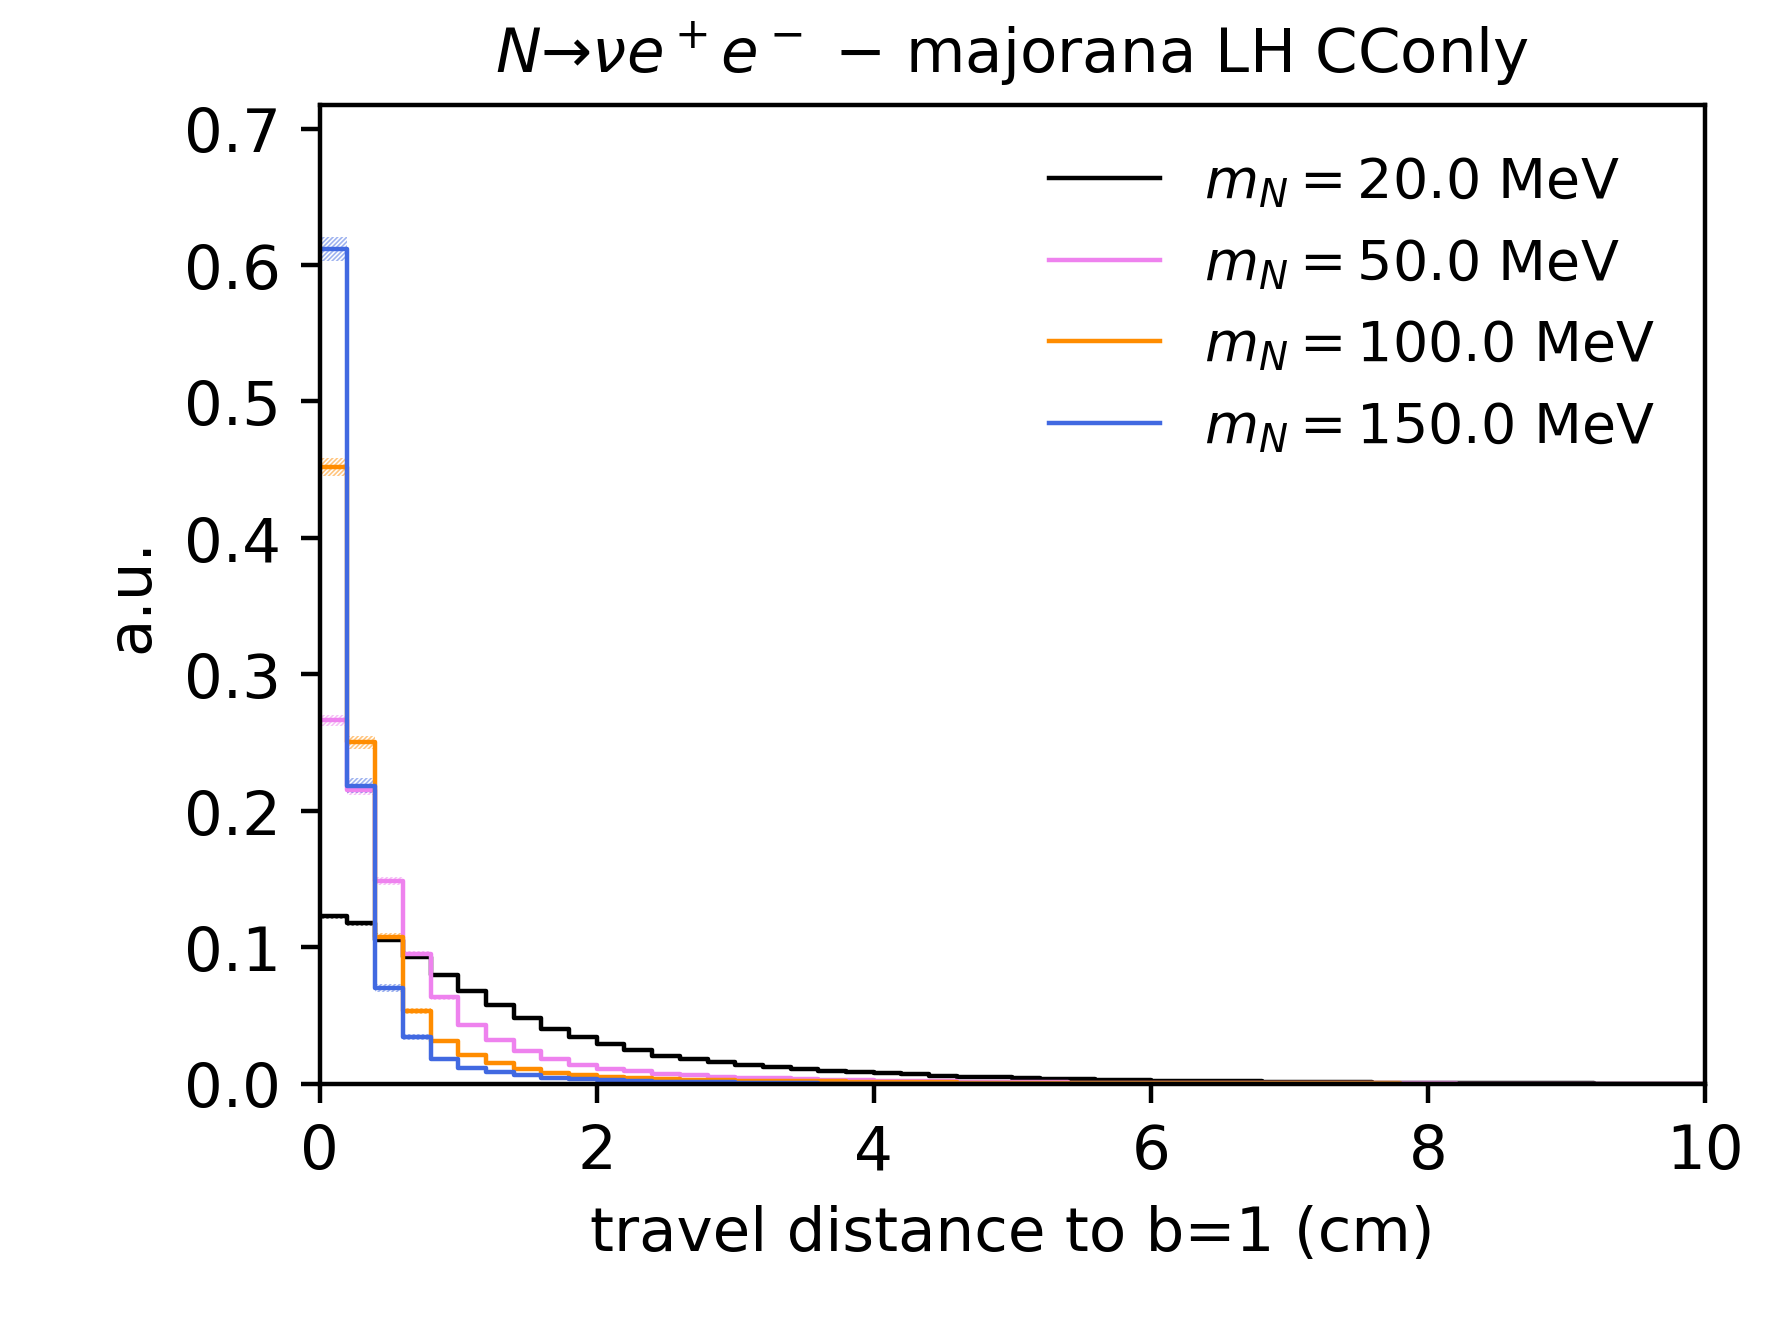 N→νe⁺e⁻ − majorana LH CConly
0.7
0.6
0.5
0.4
0.3
0.2
0.1
0.0
a.u.
m_N = 20.0 MeV
m_N = 50.0 MeV
m_N = 100.0 MeV
m_N = 150.0 MeV
0 2 4 6 8 10
travel distance to b=1 (cm)